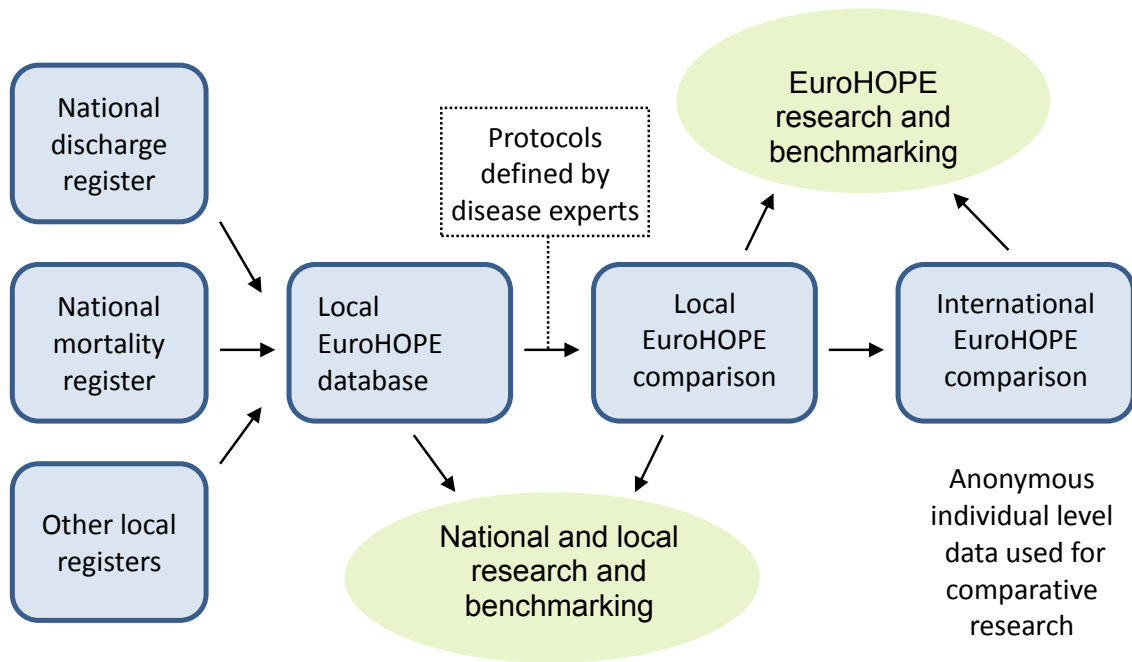 National
discharge
register
National
mortality
register
Other local
registers
Local
EuroHOPE
database
Protocols
defined by
disease experts
Local
EuroHOPE
comparison
International
EuroHOPE
comparison
EuroHOPE
research and
benchmarking
National and local
research and
benchmarking
Anonymous
individual level
data used for
comparative
research